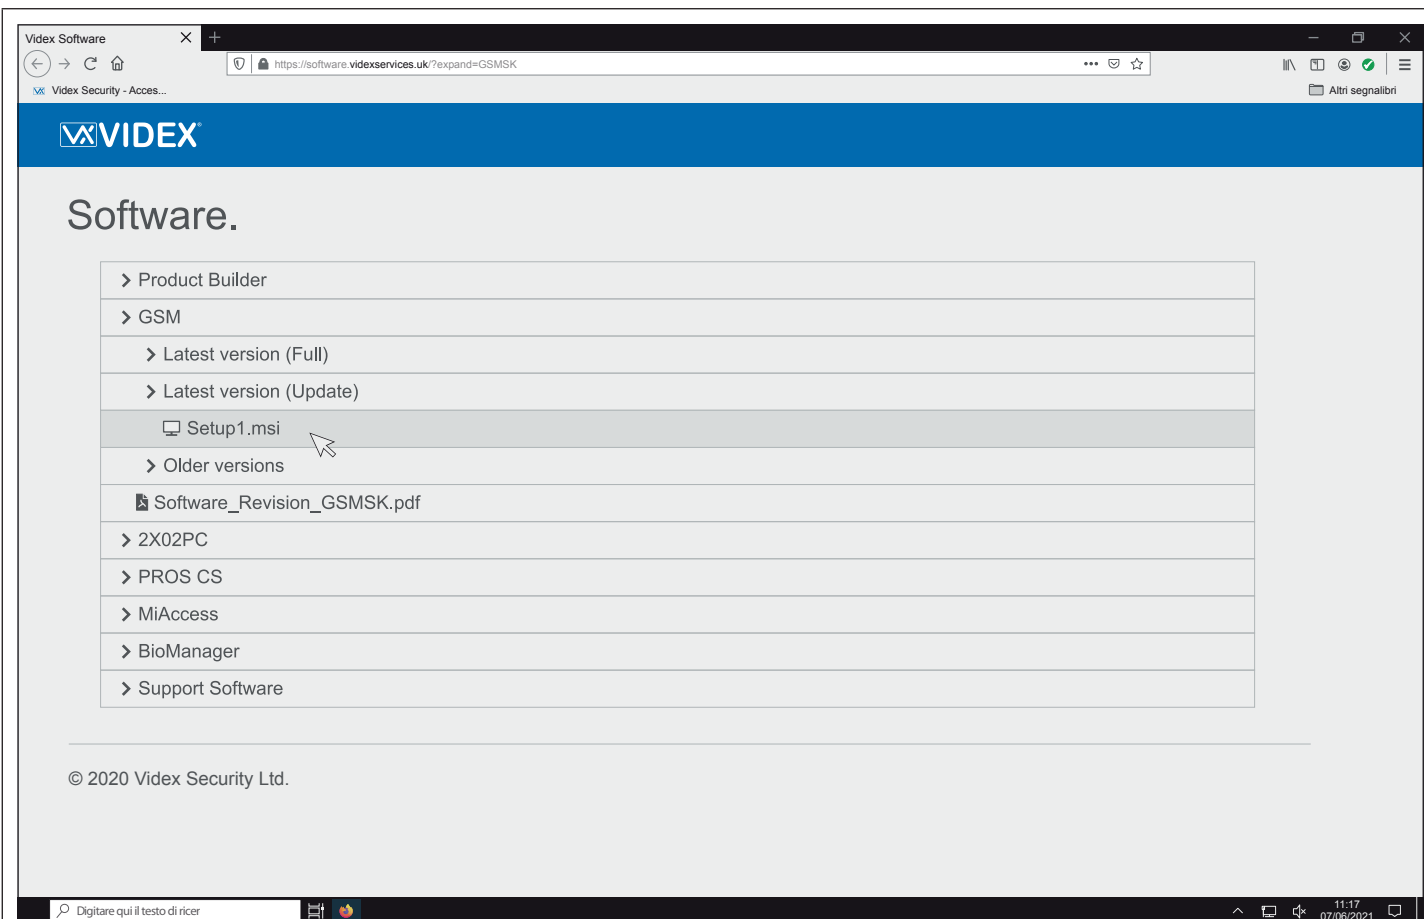 Videx Software
https://software.videxservices.uk/?expand=GSMSK
Videx Security - Acces...
Altri segnalibri
VIDEX®
Software.
Product Builder
GSM
Latest version (Full)
Latest version (Update)
Setup1.msi
Older versions
Software_Revision_GSMSK.pdf
2X02PC
PROS CS
MiAccess
BioManager
Support Software
© 2020 Videx Security Ltd.
Digitare qui il testo di ricer
11:17
07/06/2021